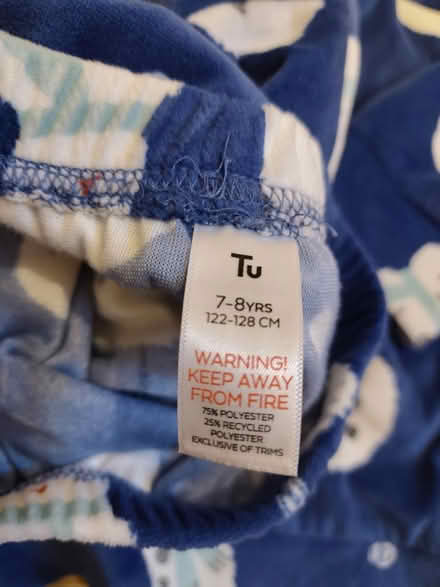 Tu
7-8YRS
122-128 CM
WARNING!
KEEP AWAY
FROM FIRE
75% POLYESTER
25% RECYCLED
POLYESTER
EXCLUSIVE OF TRIMS